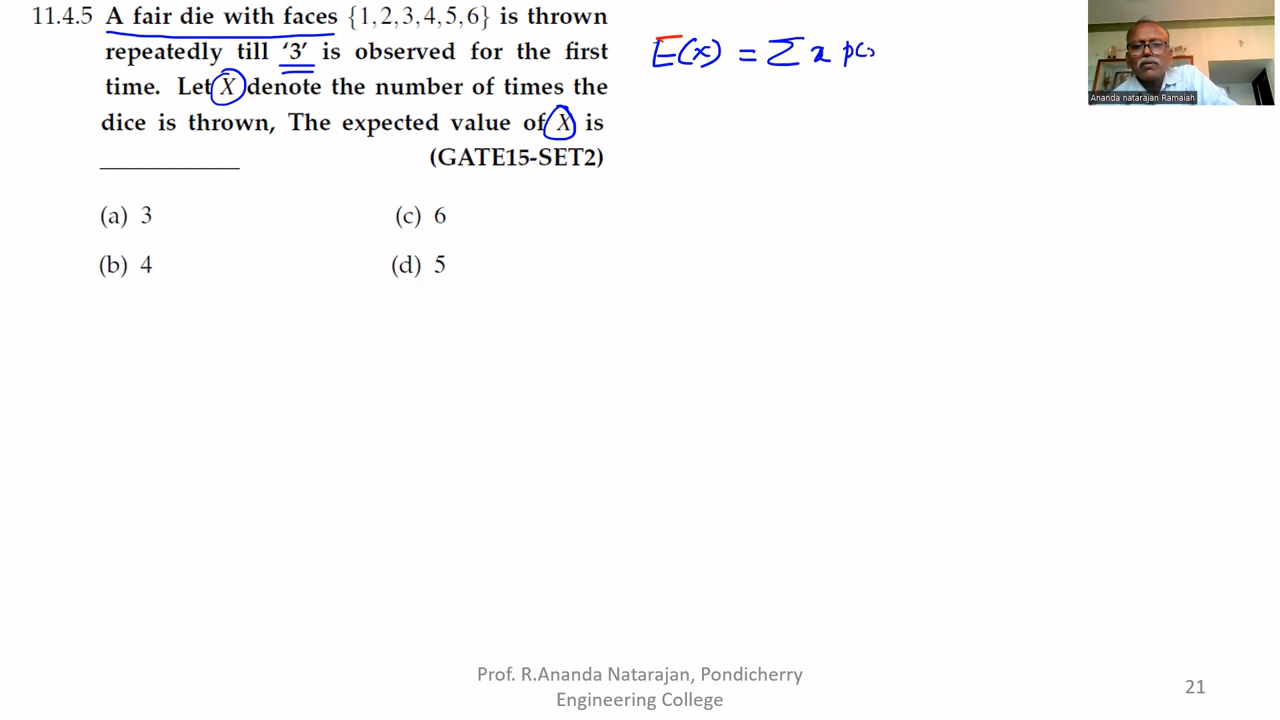 11.4.5 A fair die with faces {1,2,3,4,5,6} is thrown
repeatedly till ‘3’ is observed for the first
time. Let X denote the number of times the
dice is thrown, The expected value of X is
__________ (GATE15-SET2)
(a) 3 (c) 6
(b) 4 (d) 5
E(x) = Σ x p(
Ananda natarajan Ramaiah
Prof. R.Ananda Natarajan, Pondicherry
Engineering College
21